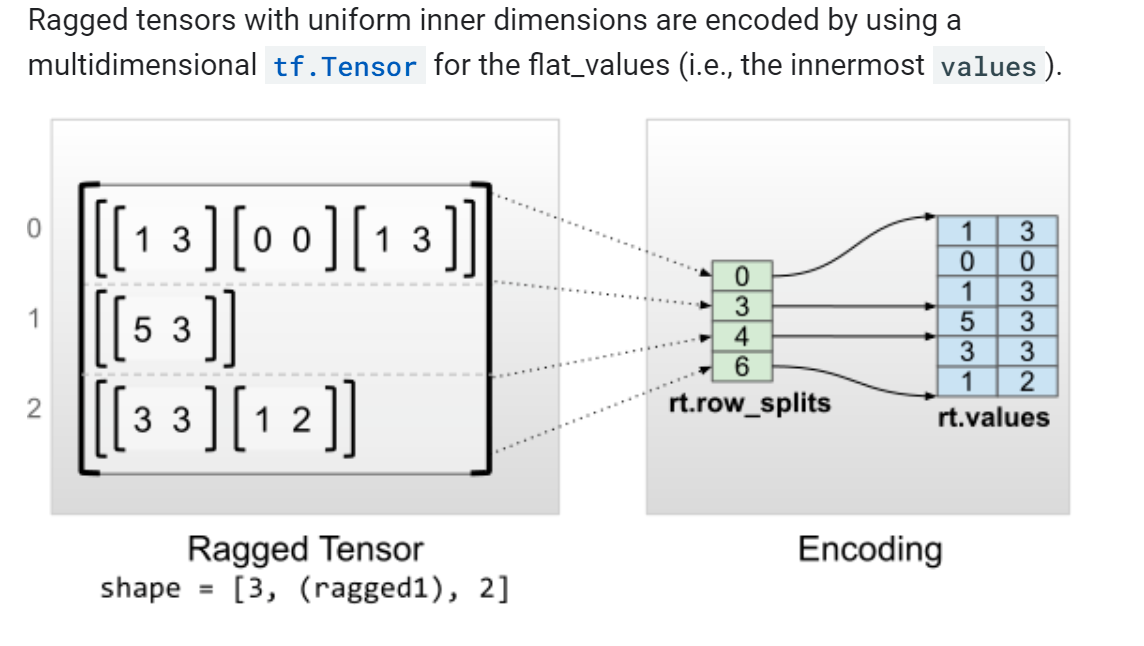 Ragged tensors with uniform inner dimensions are encoded by using a
multidimensional tf.Tensor for the flat_values (i.e., the innermost values ).
0 [[[ 1 3 ][ 0 0 ][ 1 3 ]]
1 [[ 5 3 ]]
2 [[ 3 3 ][ 1 2 ]]]
0
3
4
6
rt.row_splits
1 3
0 0
1 3
5 3
3 3
1 2
rt.values
Ragged Tensor
shape = [3, (ragged1), 2]
Encoding